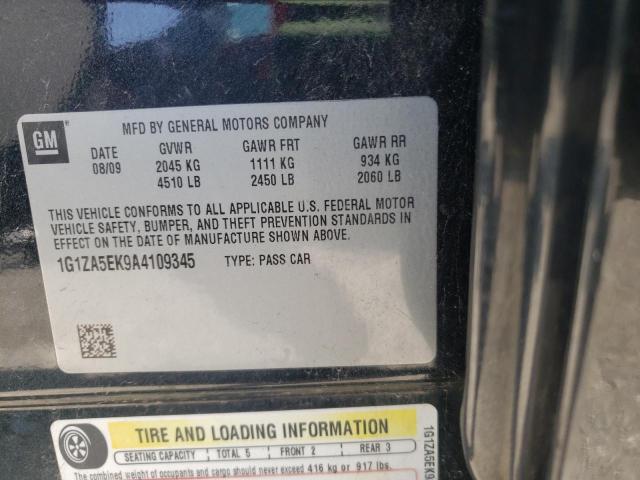 GM
MFD BY GENERAL MOTORS COMPANY
DATE GVWR GAWR FRT GAWR RR
08/09 2045 KG 1111 KG 934 KG
4510 LB 2450 LB 2060 LB
THIS VEHICLE CONFORMS TO ALL APPLICABLE U.S. FEDERAL MOTOR
VEHICLE SAFETY, BUMPER, AND THEFT PREVENTION STANDARDS IN
EFFECT ON THE DATE OF MANUFACTURE SHOWN ABOVE.
1G1ZA5EK9A4109345 TYPE: PASS CAR
TIRE AND LOADING INFORMATION
SEATING CAPACITY TOTAL 5 FRONT 2 REAR 3
The combined weight of occupants and cargo should never exceed 416 kg or 917 lbs.
1G1ZA5EK9